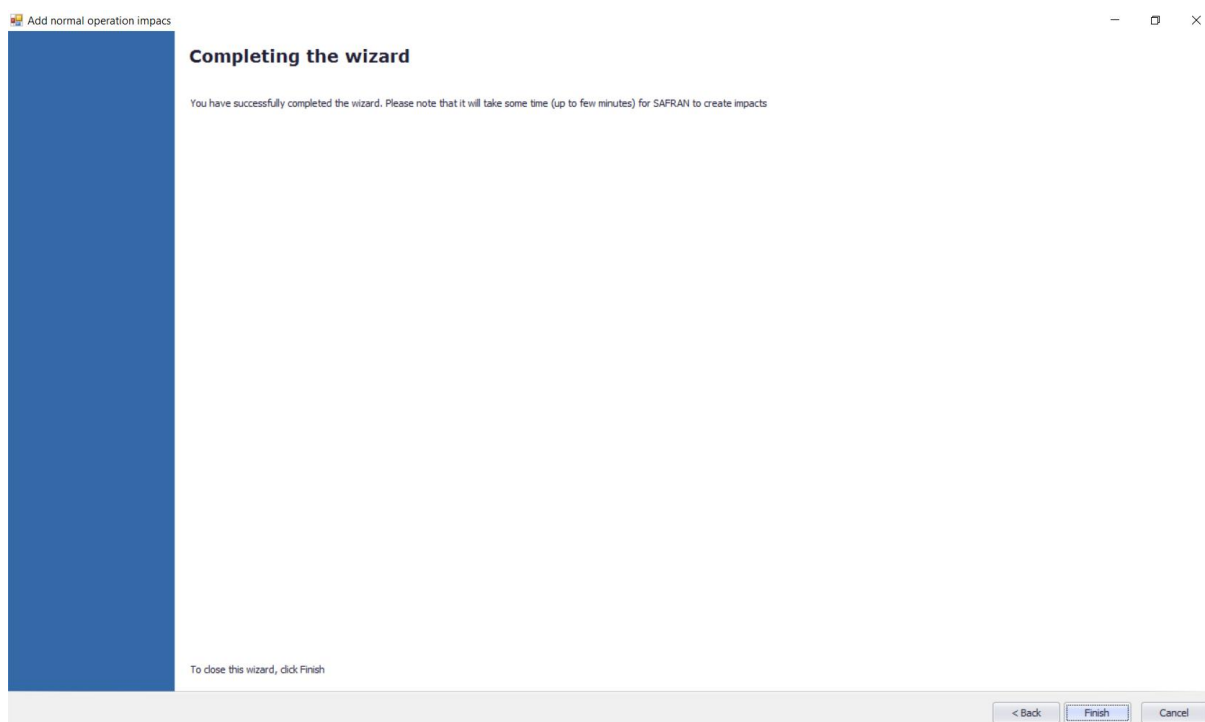 Add normal operation impacs
Completing the wizard
You have successfully completed the wizard. Please note that it will take some time (up to few minutes) for SAFRAN to create impacts
To close this wizard, click Finish
< Back Finish Cancel